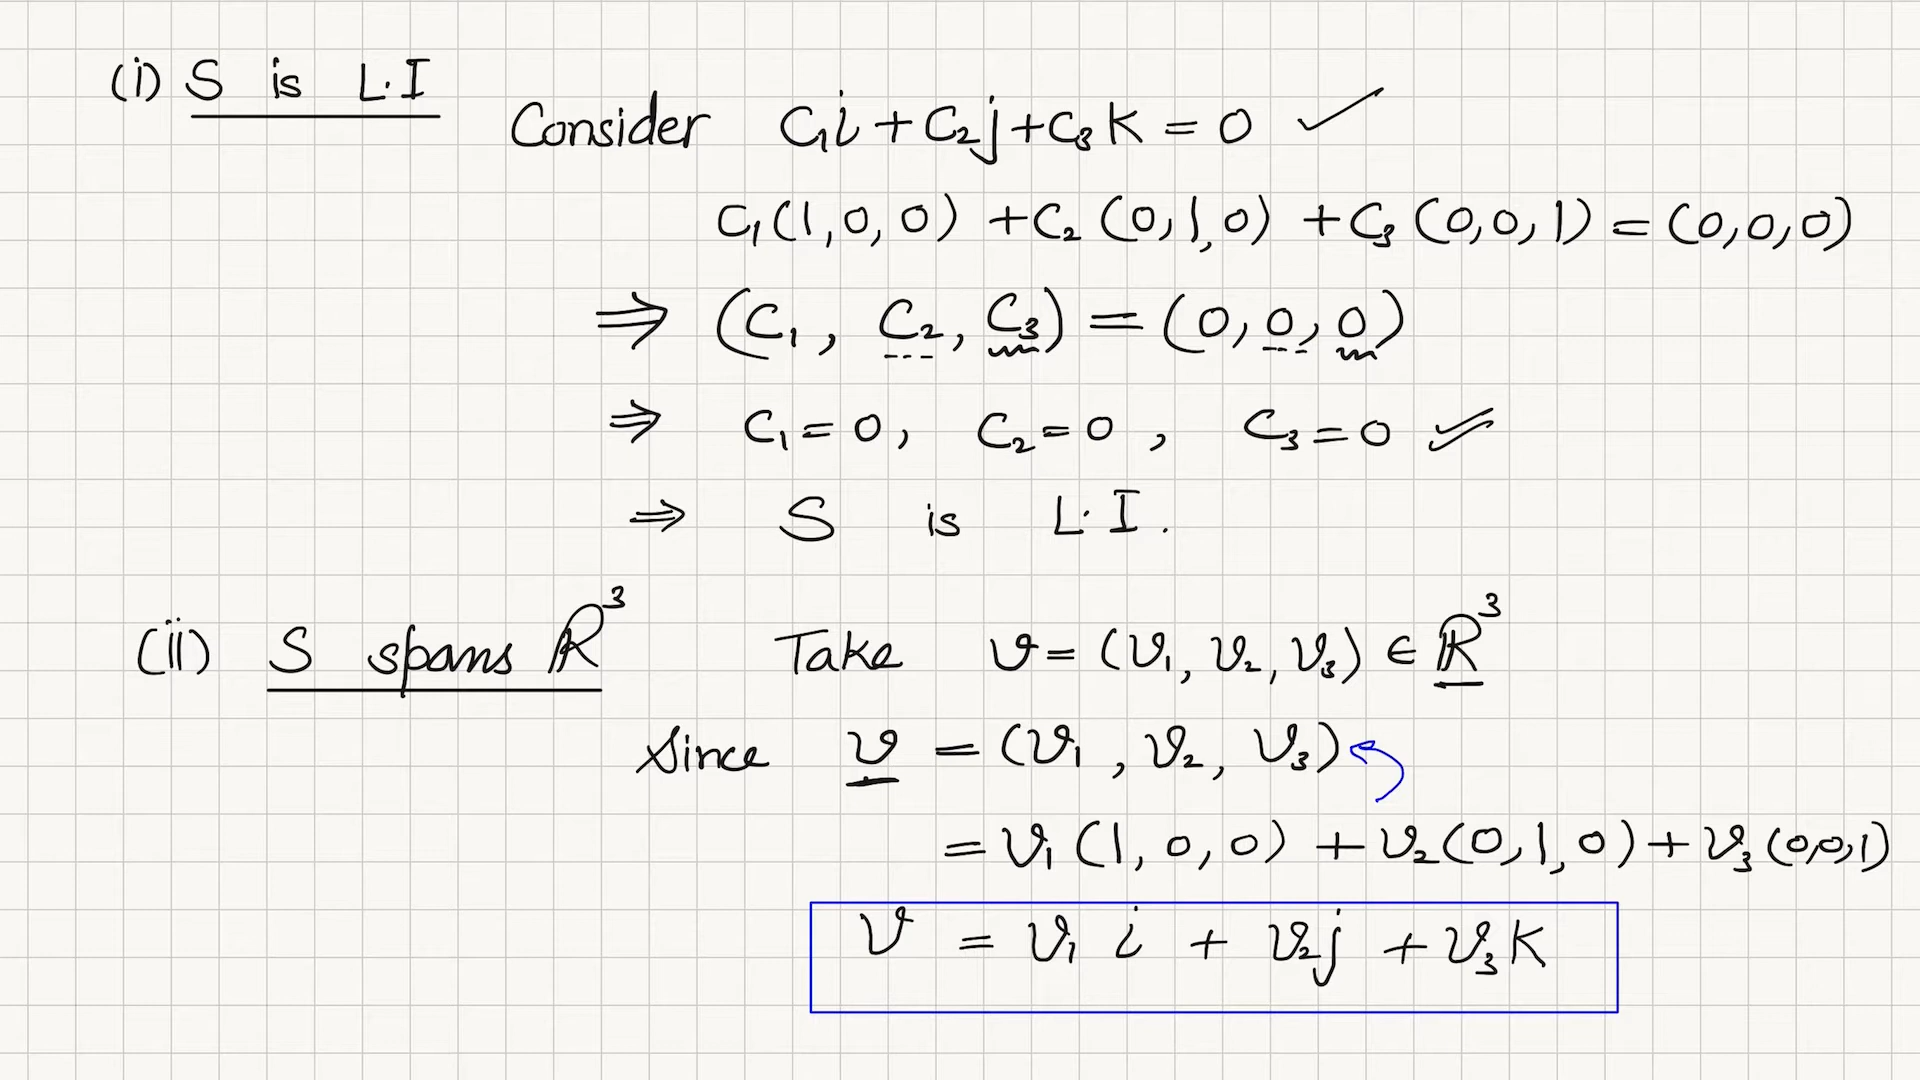 (i) S is L.I
Consider C₁i + C₂j + C₃k = 0 ✓
C₁(1,0,0) + C₂(0,1,0) + C₃(0,0,1) = (0,0,0)
⇒ (C₁, C₂, C₃) = (0,0,0)
⇒ C₁=0, C₂=0, C₃=0 ✓
⇒ S is L.I.
(ii) S spans ℝ³ Take v = (v₁, v₂, v₃) ∈ ℝ³
Since v = (v₁, v₂, v₃)
= v₁(1,0,0) + v₂(0,1,0) + v₃(0,0,1)
v = v₁ i + v₂j + v₃k